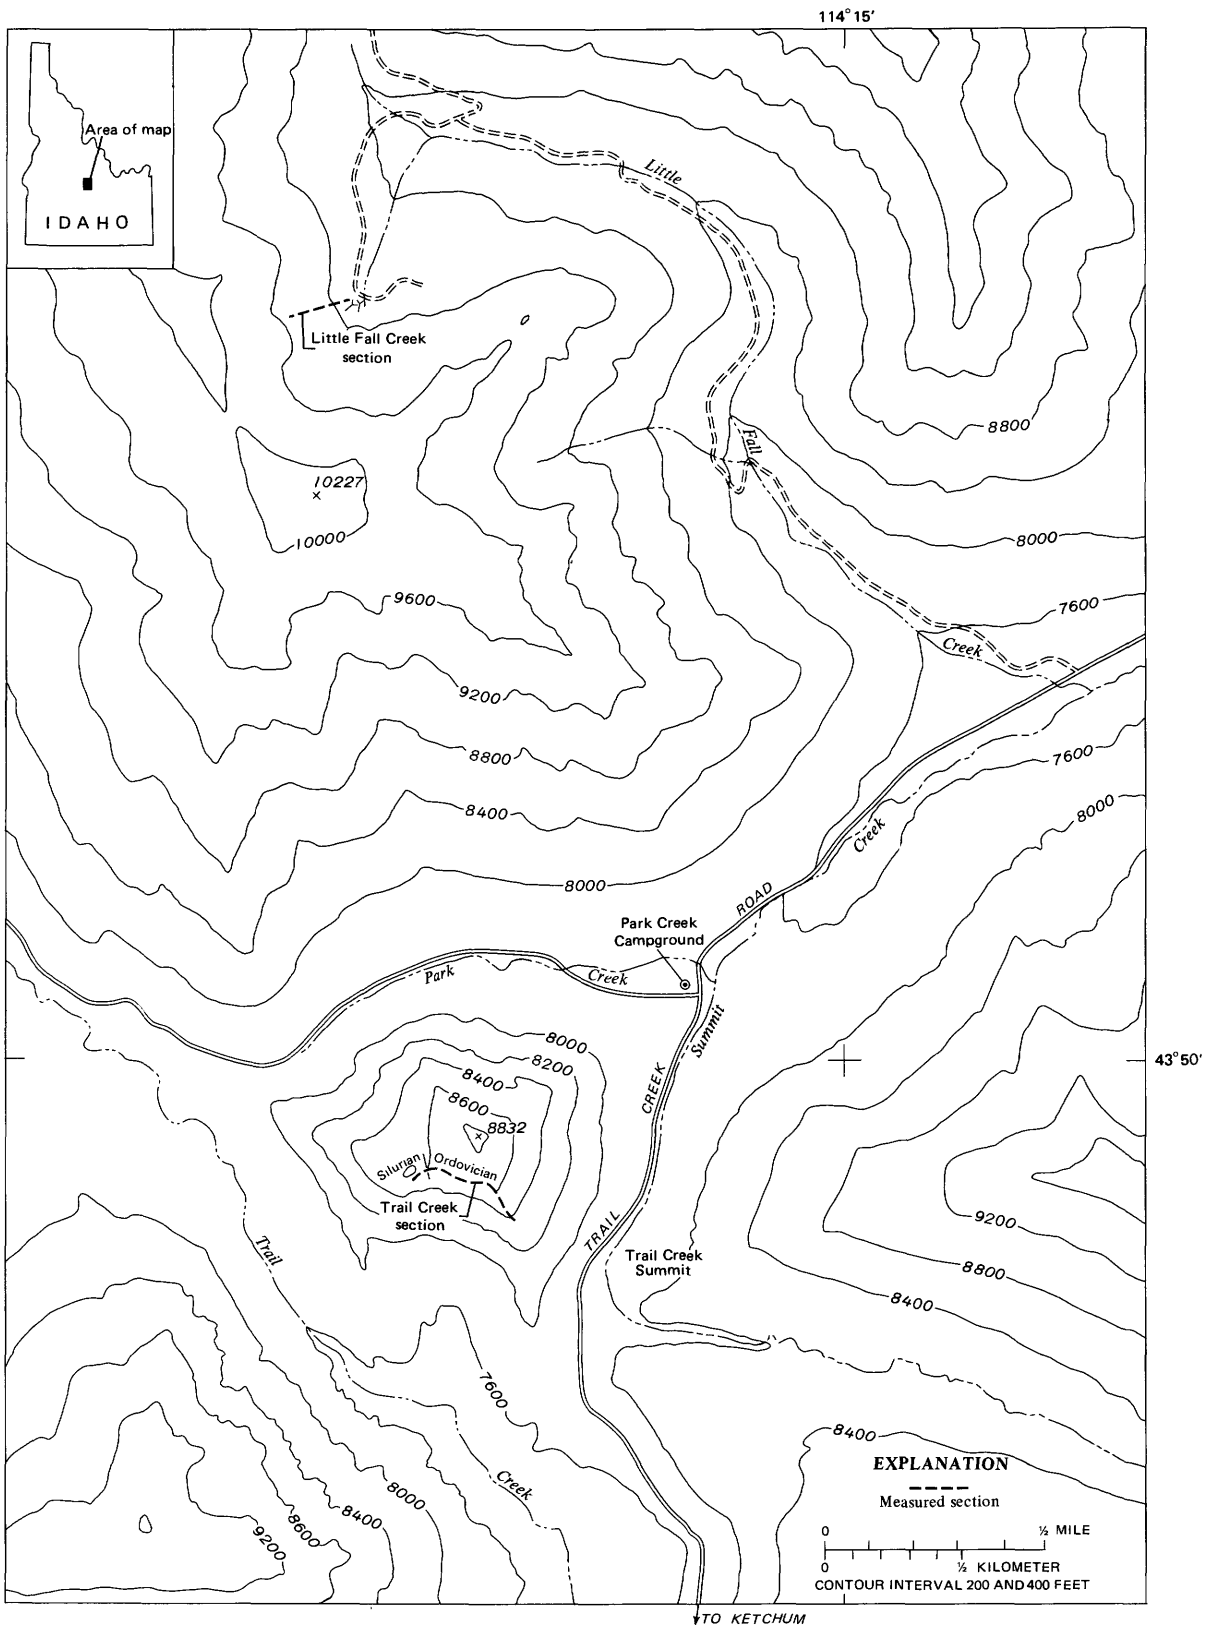 114°15'
Area of map
IDAHO
Little
Little Fall Creek
section
8800
Fall
10227
10000
8000
9600
7600
Creek
9200
8800
7600
8400
8000
Creek
8000
ROAD
Park Creek
Campground
Park
Creek
Summit
8000
8200
43°50'
8400
CREEK
8600
8832
Silurian
Ordovician
Trail Creek
section
TRAIL
9200
Trail
Trail Creek
Summit
8800
8400
7600
8400
EXPLANATION
Measured section
Creek
8000
8400
8600
9200
0 ½ MILE
0 ½ KILOMETER
CONTOUR INTERVAL 200 AND 400 FEET
TO KETCHUM